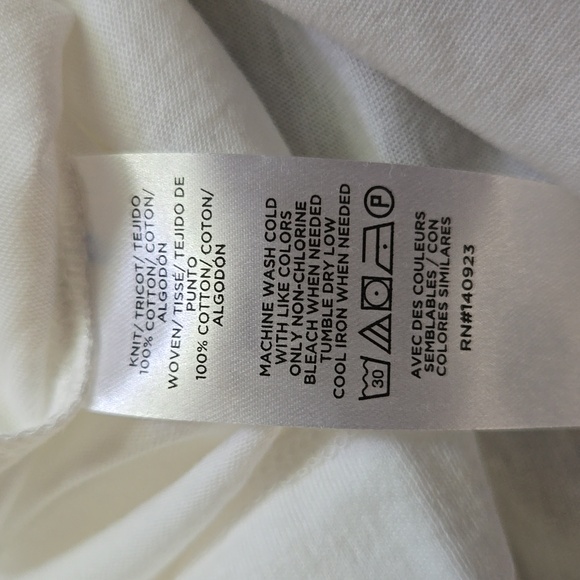 KNIT/ TRICOT/ TEJIDO
100% COTTON/ COTON/
ALGODÓN
WOVEN/ TISSÉ/ TEJIDO DE
PUNTO
100% COTTON/ COTON/
ALGODÓN
MACHINE WASH COLD
WITH LIKE COLORS
ONLY NON-CHLORINE
BLEACH WHEN NEEDED
TUMBLE DRY LOW
COOL IRON WHEN NEEDED
30 P
AVEC DES COULEURS
SEMBLABLES / CON
COLORES SIMILARES
RN#140923